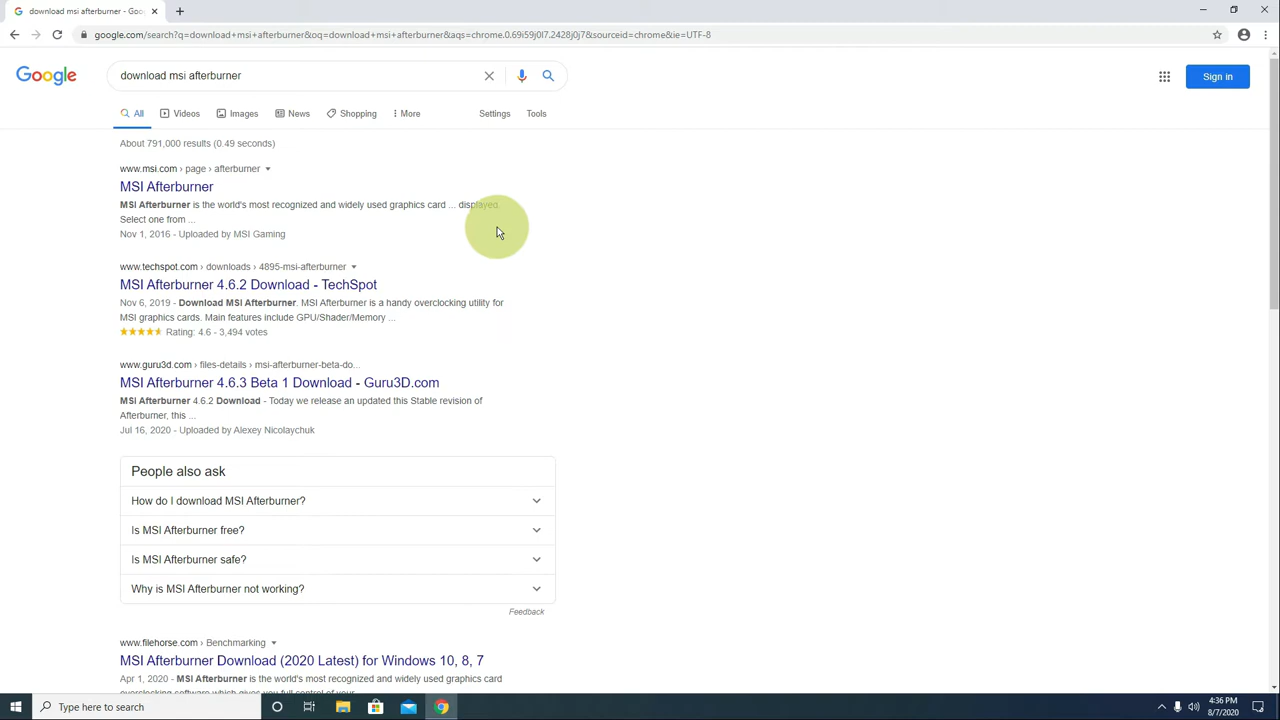 download msi afterburner - Goo
google.com/search?q=download+msi+afterburner&oq=download+msi+afterburner&aqs=chrome.0.69i59j0l7.2428j0j7&sourceid=chrome&ie=UTF-8
Google
download msi afterburner
Sign in
All
Videos
Images
News
Shopping
More
Settings
Tools
About 791,000 results (0.49 seconds)
www.msi.com › page › afterburner
MSI Afterburner
MSI Afterburner is the world's most recognized and widely used graphics card ... displayed.
Select one from ...
Nov 1, 2016 - Uploaded by MSI Gaming
www.techspot.com › downloads › 4895-msi-afterburner
MSI Afterburner 4.6.2 Download - TechSpot
Nov 6, 2019 - Download MSI Afterburner. MSI Afterburner is a handy overclocking utility for
MSI graphics cards. Main features include GPU/Shader/Memory ...
Rating: 4.6 - 3,494 votes
www.guru3d.com › files-details › msi-afterburner-beta-do...
MSI Afterburner 4.6.3 Beta 1 Download - Guru3D.com
MSI Afterburner 4.6.2 Download - Today we release an updated this Stable revision of
Afterburner, this ...
Jul 16, 2020 - Uploaded by Alexey Nicolaychuk
People also ask
How do I download MSI Afterburner?
Is MSI Afterburner free?
Is MSI Afterburner safe?
Why is MSI Afterburner not working?
Feedback
www.filehorse.com › Benchmarking
MSI Afterburner Download (2020 Latest) for Windows 10, 8, 7
Apr 1, 2020 - MSI Afterburner is the world's most recognized and widely used graphics card
overclocking software which gives you full control of your
Type here to search
4:36 PM
8/7/2020